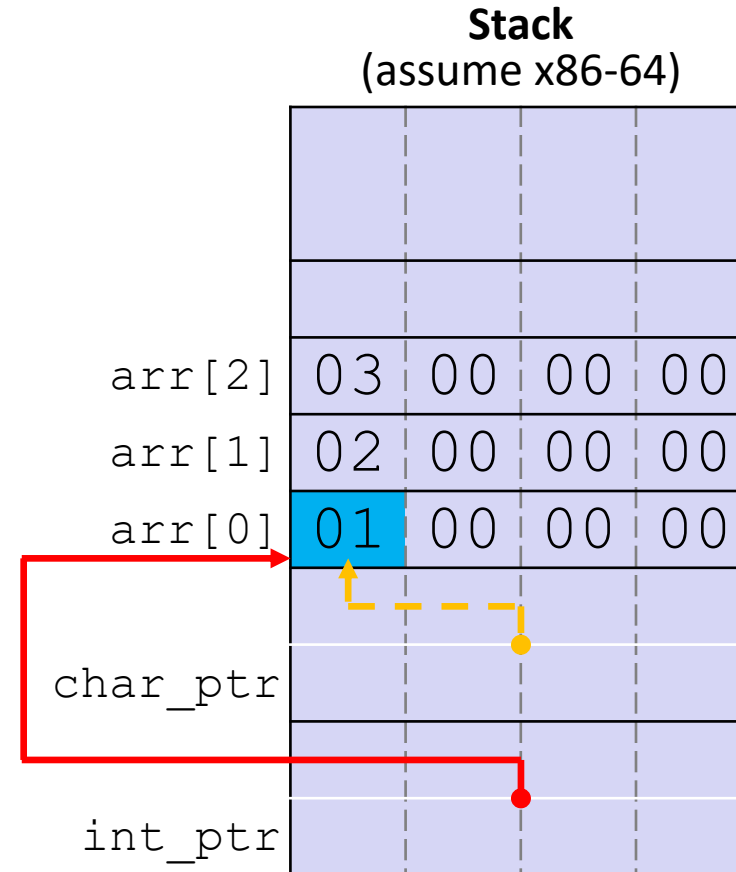 Stack
(assume x86-64)
arr[2] 03 00 00 00
arr[1] 02 00 00 00
arr[0] 01 00 00 00
char_ptr
int_ptr